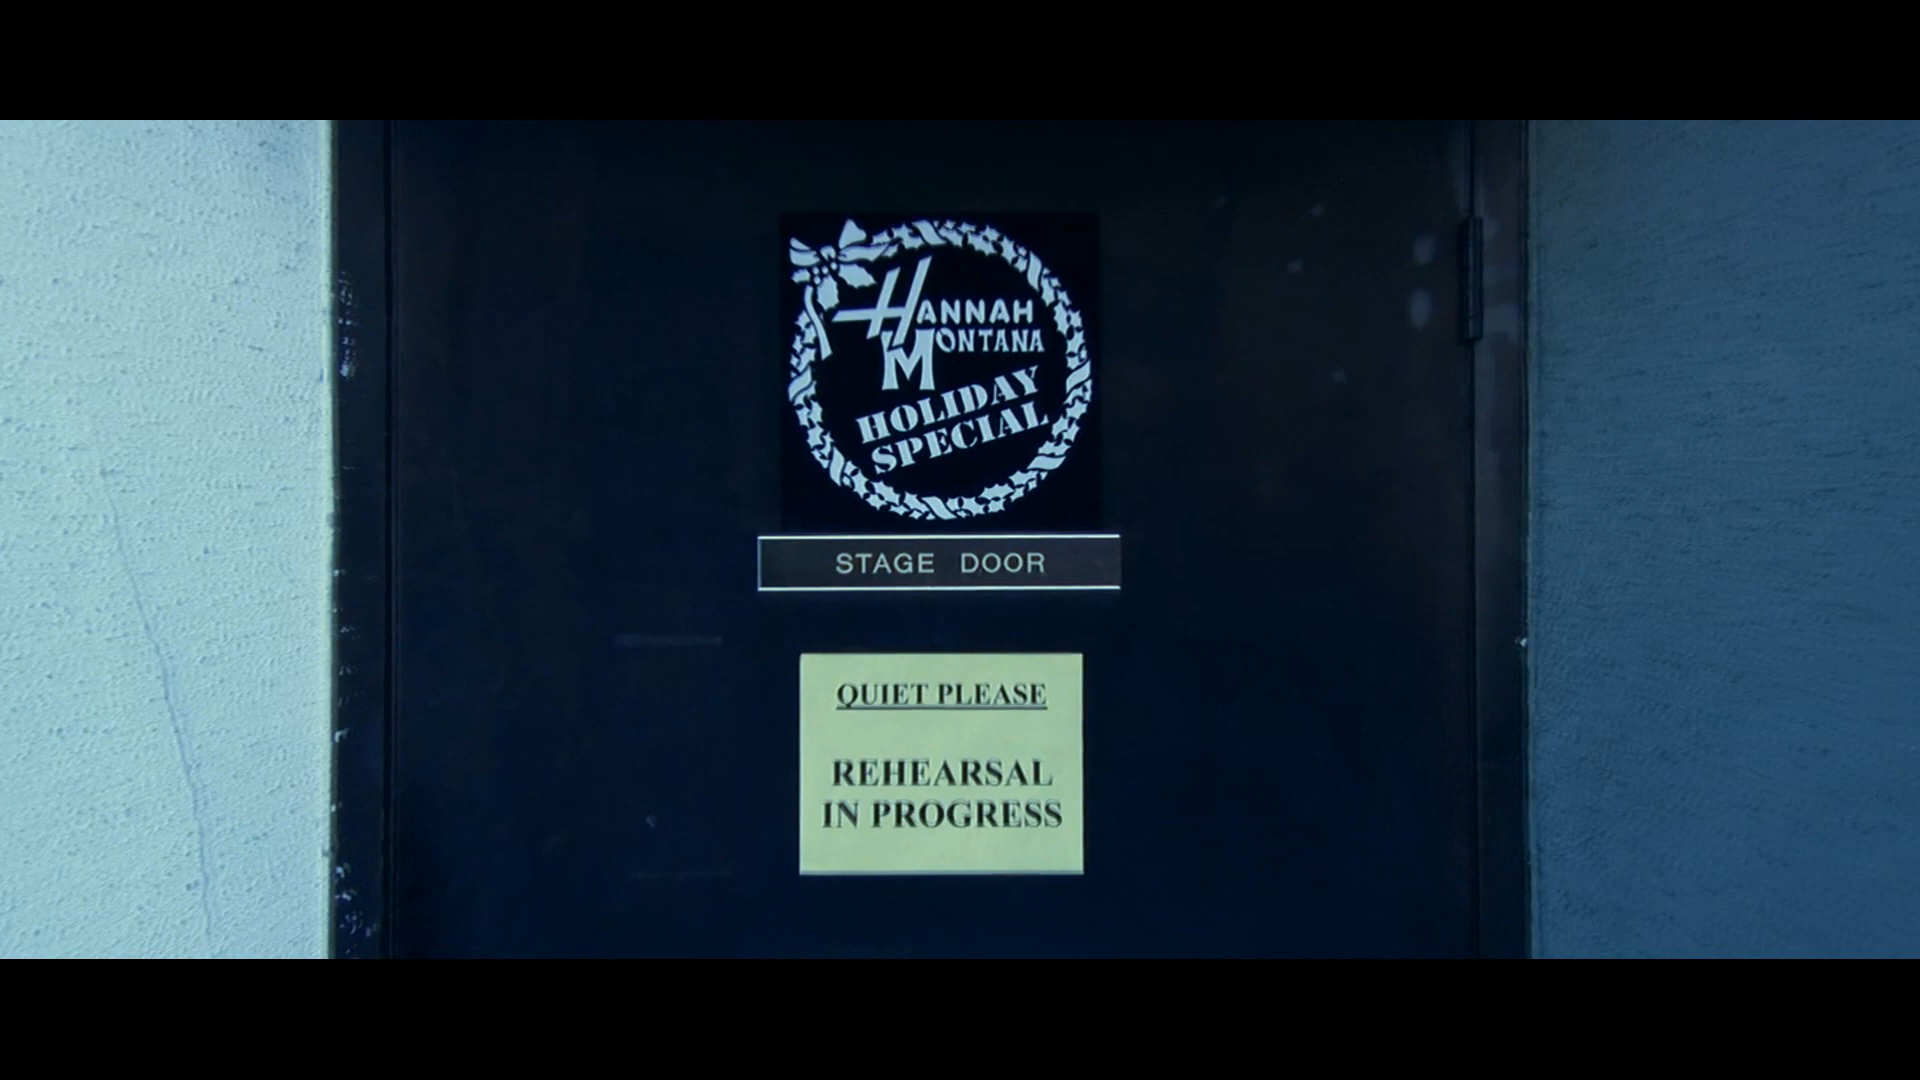 HANNAH
MONTANA
HOLIDAY
SPECIAL
STAGE DOOR
QUIET PLEASE
REHEARSAL
IN PROGRESS